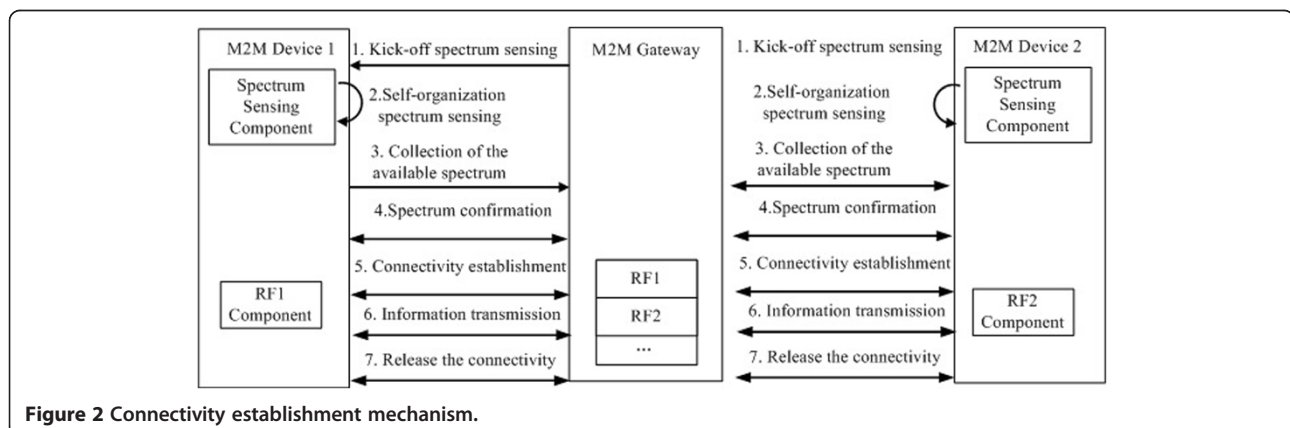 M2M Device 1
1. Kick-off spectrum sensing
M2M Gateway
1. Kick-off spectrum sensing
M2M Device 2
Spectrum
Sensing
Component
2.Self-organization
spectrum sensing
2.Self-organization
spectrum sensing
Spectrum
Sensing
Component
3. Collection of the
available spectrum
3. Collection of the
available spectrum
4.Spectrum confirmation
4.Spectrum confirmation
5. Connectivity establishment
5. Connectivity establishment
RF1
Component
RF1
RF2
...
RF2
Component
6. Information transmission
6. Information transmission
7. Release the connectivity
7. Release the connectivity
Figure 2 Connectivity establishment mechanism.